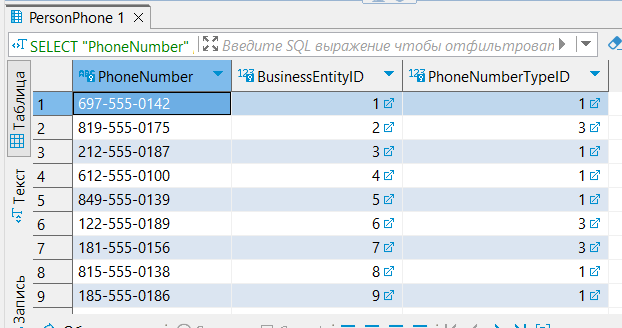 PersonPhone 1
SELECT "PhoneNumber" Введите SQL выражение чтобы отфильтрова
Таблица
Текст
Запись
PhoneNumber BusinessEntityID PhoneNumberTypeID
1 697-555-0142 1 1
2 819-555-0175 2 3
3 212-555-0187 3 1
4 612-555-0100 4 1
5 849-555-0139 5 1
6 122-555-0189 6 3
7 181-555-0156 7 3
8 815-555-0138 8 1
9 185-555-0186 9 1